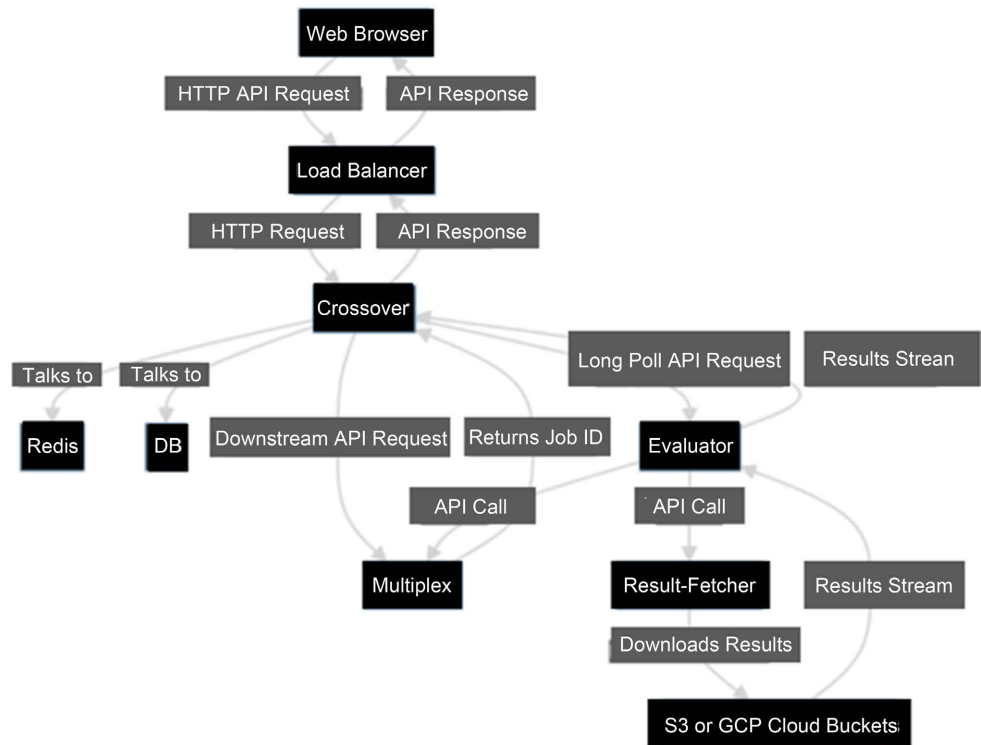 Web Browser
HTTP API Request
API Response
Load Balancer
HTTP Request
API Response
Crossover
Talks to
Talks to
Long Poll API Request
Results Strean
Redis
DB
Downstream API Request
Returns Job ID
Evaluator
API Call
API Call
Multiplex
Result-Fetcher
Results Stream
Downloads Results
S3 or GCP Cloud Buckets